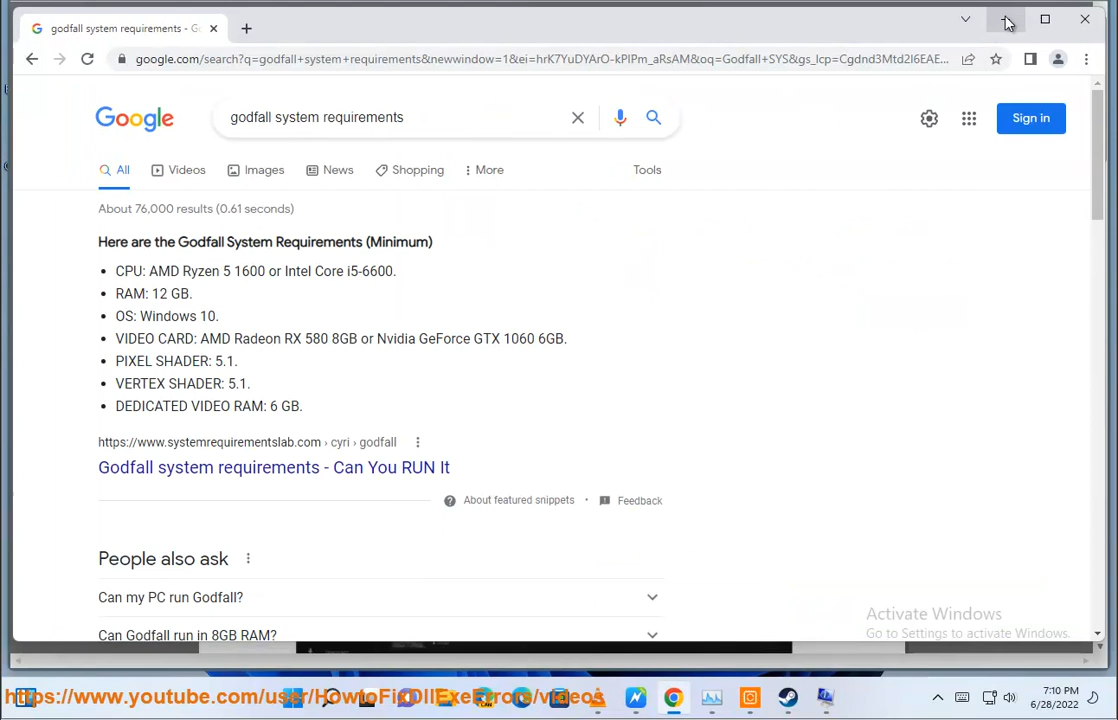 godfall system requirements - Go
google.com/search?q=godfall+system+requirements&newwindow=1&ei=hrK7YuDYArO-kPIPm_aRsAM&oq=Godfall+SYS&gs_lcp=Cgdnd3Mtd2l6EAE...
Google
godfall system requirements
Sign in
All
Videos
Images
News
Shopping
More
Tools
About 76,000 results (0.61 seconds)
Here are the Godfall System Requirements (Minimum)
• CPU: AMD Ryzen 5 1600 or Intel Core i5-6600.
• RAM: 12 GB.
• OS: Windows 10.
• VIDEO CARD: AMD Radeon RX 580 8GB or Nvidia GeForce GTX 1060 6GB.
• PIXEL SHADER: 5.1.
• VERTEX SHADER: 5.1.
• DEDICATED VIDEO RAM: 6 GB.
https://www.systemrequirementslab.com › cyri › godfall
Godfall system requirements - Can You RUN It
About featured snippets • Feedback
People also ask
Can my PC run Godfall?
Can Godfall run in 8GB RAM?
Activate Windows
Go to Settings to activate Windows.
https://www.youtube.com/user/HowtoFixDllExeErrors/videos
7:10 PM
6/28/2022